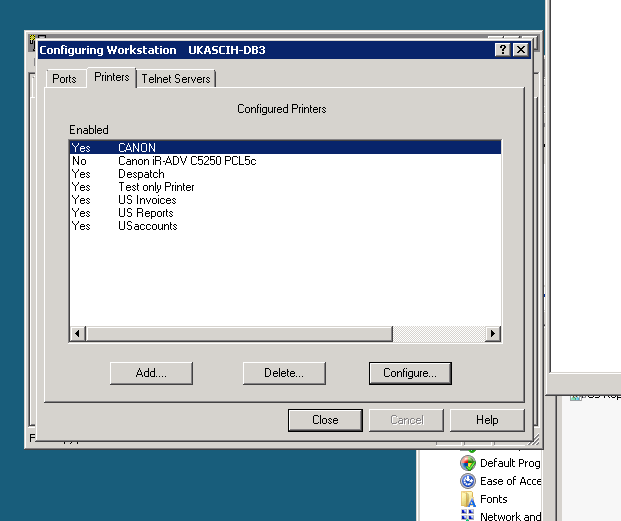 Configuring Workstation UKASCIH-DB3
Ports Printers Telnet Servers
Configured Printers
Enabled
Yes CANON
No Canon iR-ADV C5250 PCL5c
Yes Despatch
Yes Test only Printer
Yes US Invoices
Yes US Reports
Yes USaccounts
Add.... Delete... Configure...
Close Cancel Help
Default Prog
Ease of Acce
Fonts
Network and